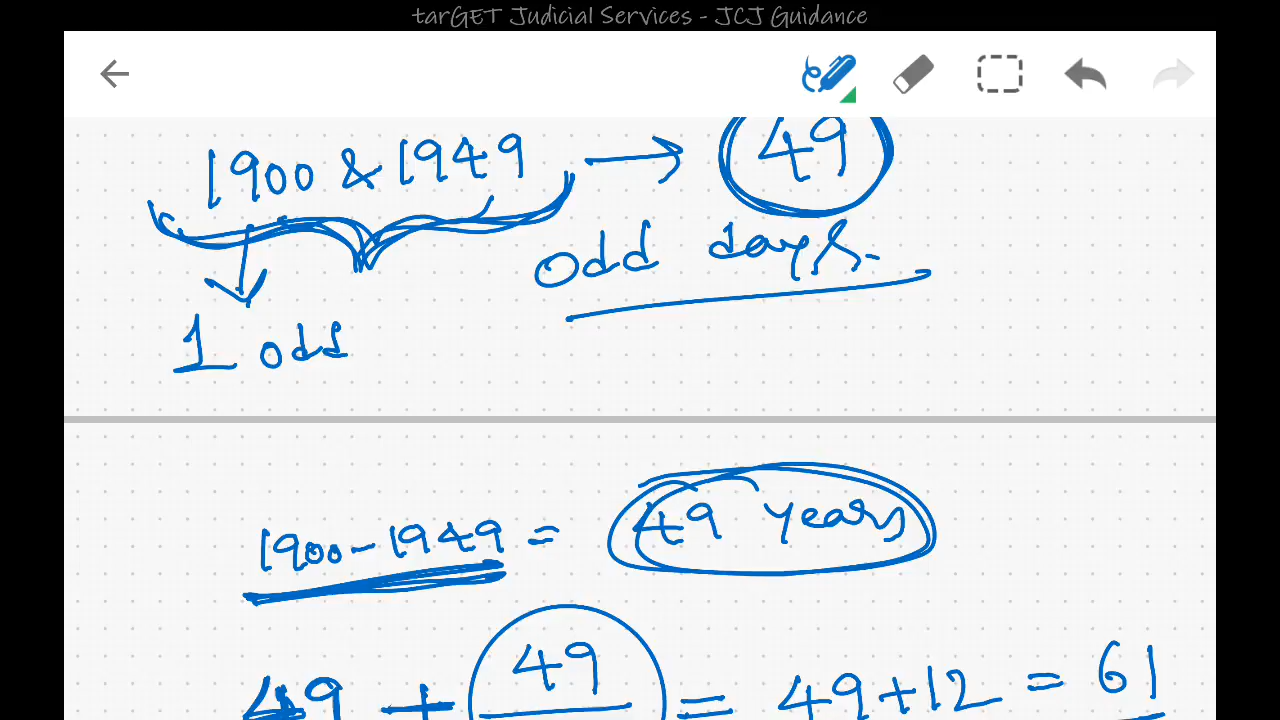 tarGET Judicial Services - JCJ Guidance
1900 & 1949 → 49
odd days.
1 odd
1900-1949 = 49 years
49 + 49 = 49+12 = 61